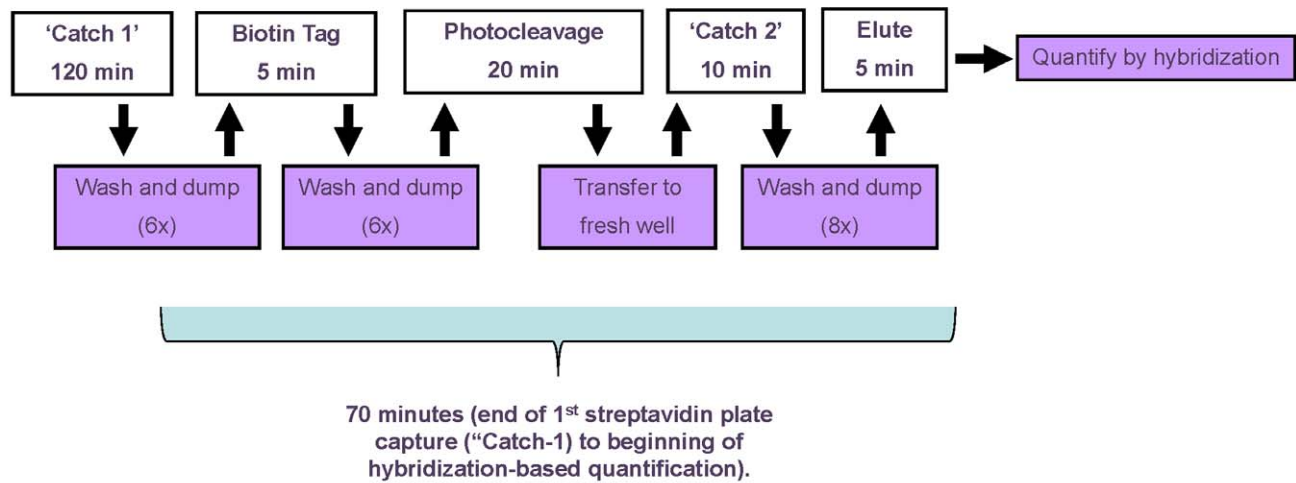 ‘Catch 1’
120 min
Biotin Tag
5 min
Photocleavage
20 min
‘Catch 2’
10 min
Elute
5 min
Quantify by hybridization
Wash and dump
(6x)
Wash and dump
(6x)
Transfer to
fresh well
Wash and dump
(8x)
70 minutes (end of 1st streptavidin plate
capture (“Catch-1) to beginning of
hybridization-based quantification).